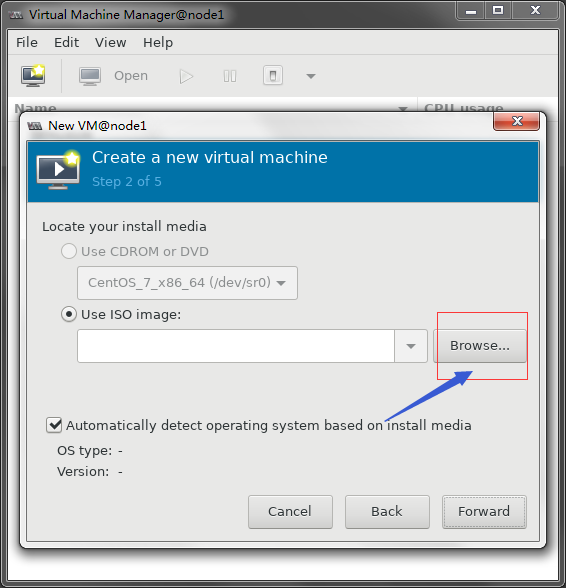 Virtual Machine Manager@node1
File Edit View Help
Open
Name CPU usage
New VM@node1
Create a new virtual machine
Step 2 of 5
Locate your install media
Use CDROM or DVD
CentOS_7_x86_64 (/dev/sr0)
Use ISO image:
Browse...
Automatically detect operating system based on install media
OS type: -
Version: -
Cancel Back Forward